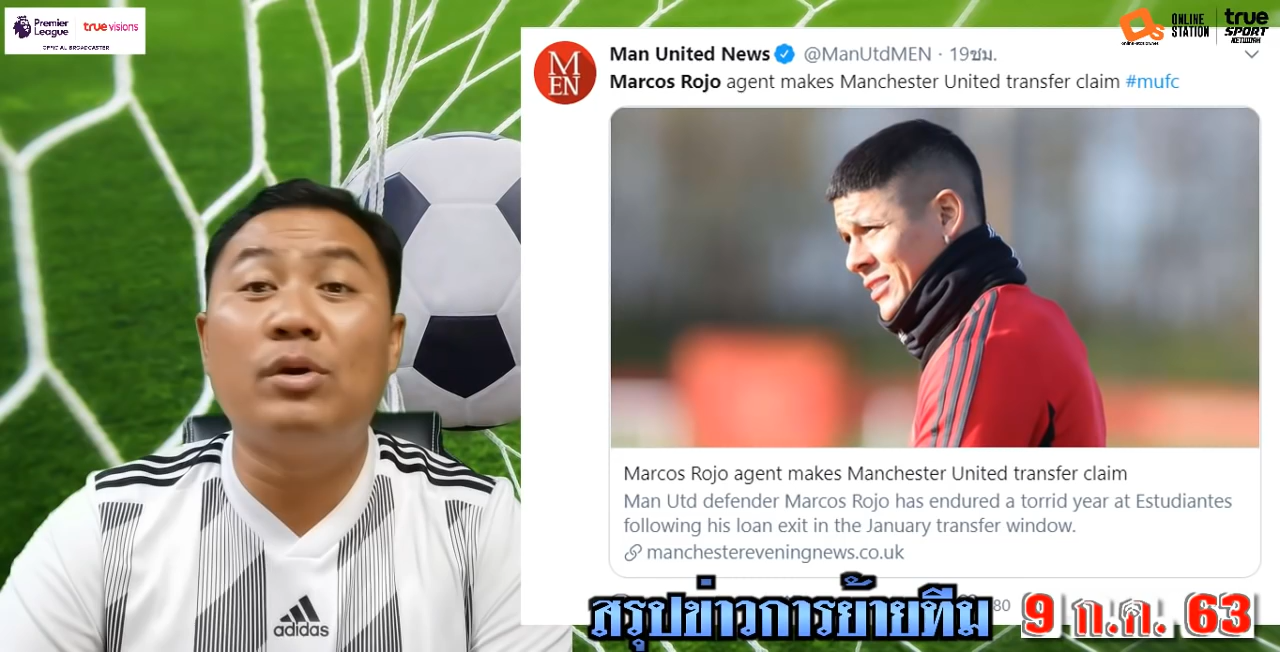 Premier League
true visions
OFFICIAL BROADCASTER
ONLINE STATION
true SPORT NETWORK
Man United News @ManUtdMEN · 19ชม.
Marcos Rojo agent makes Manchester United transfer claim #mufc
M
EN
Marcos Rojo agent makes Manchester United transfer claim
Man Utd defender Marcos Rojo has endured a torrid year at Estudiantes
following his loan exit in the January transfer window.
manchestereveningnews.co.uk
80
สรุปข่าวการย้ายทีม 9 ก.ค. 63
adidas